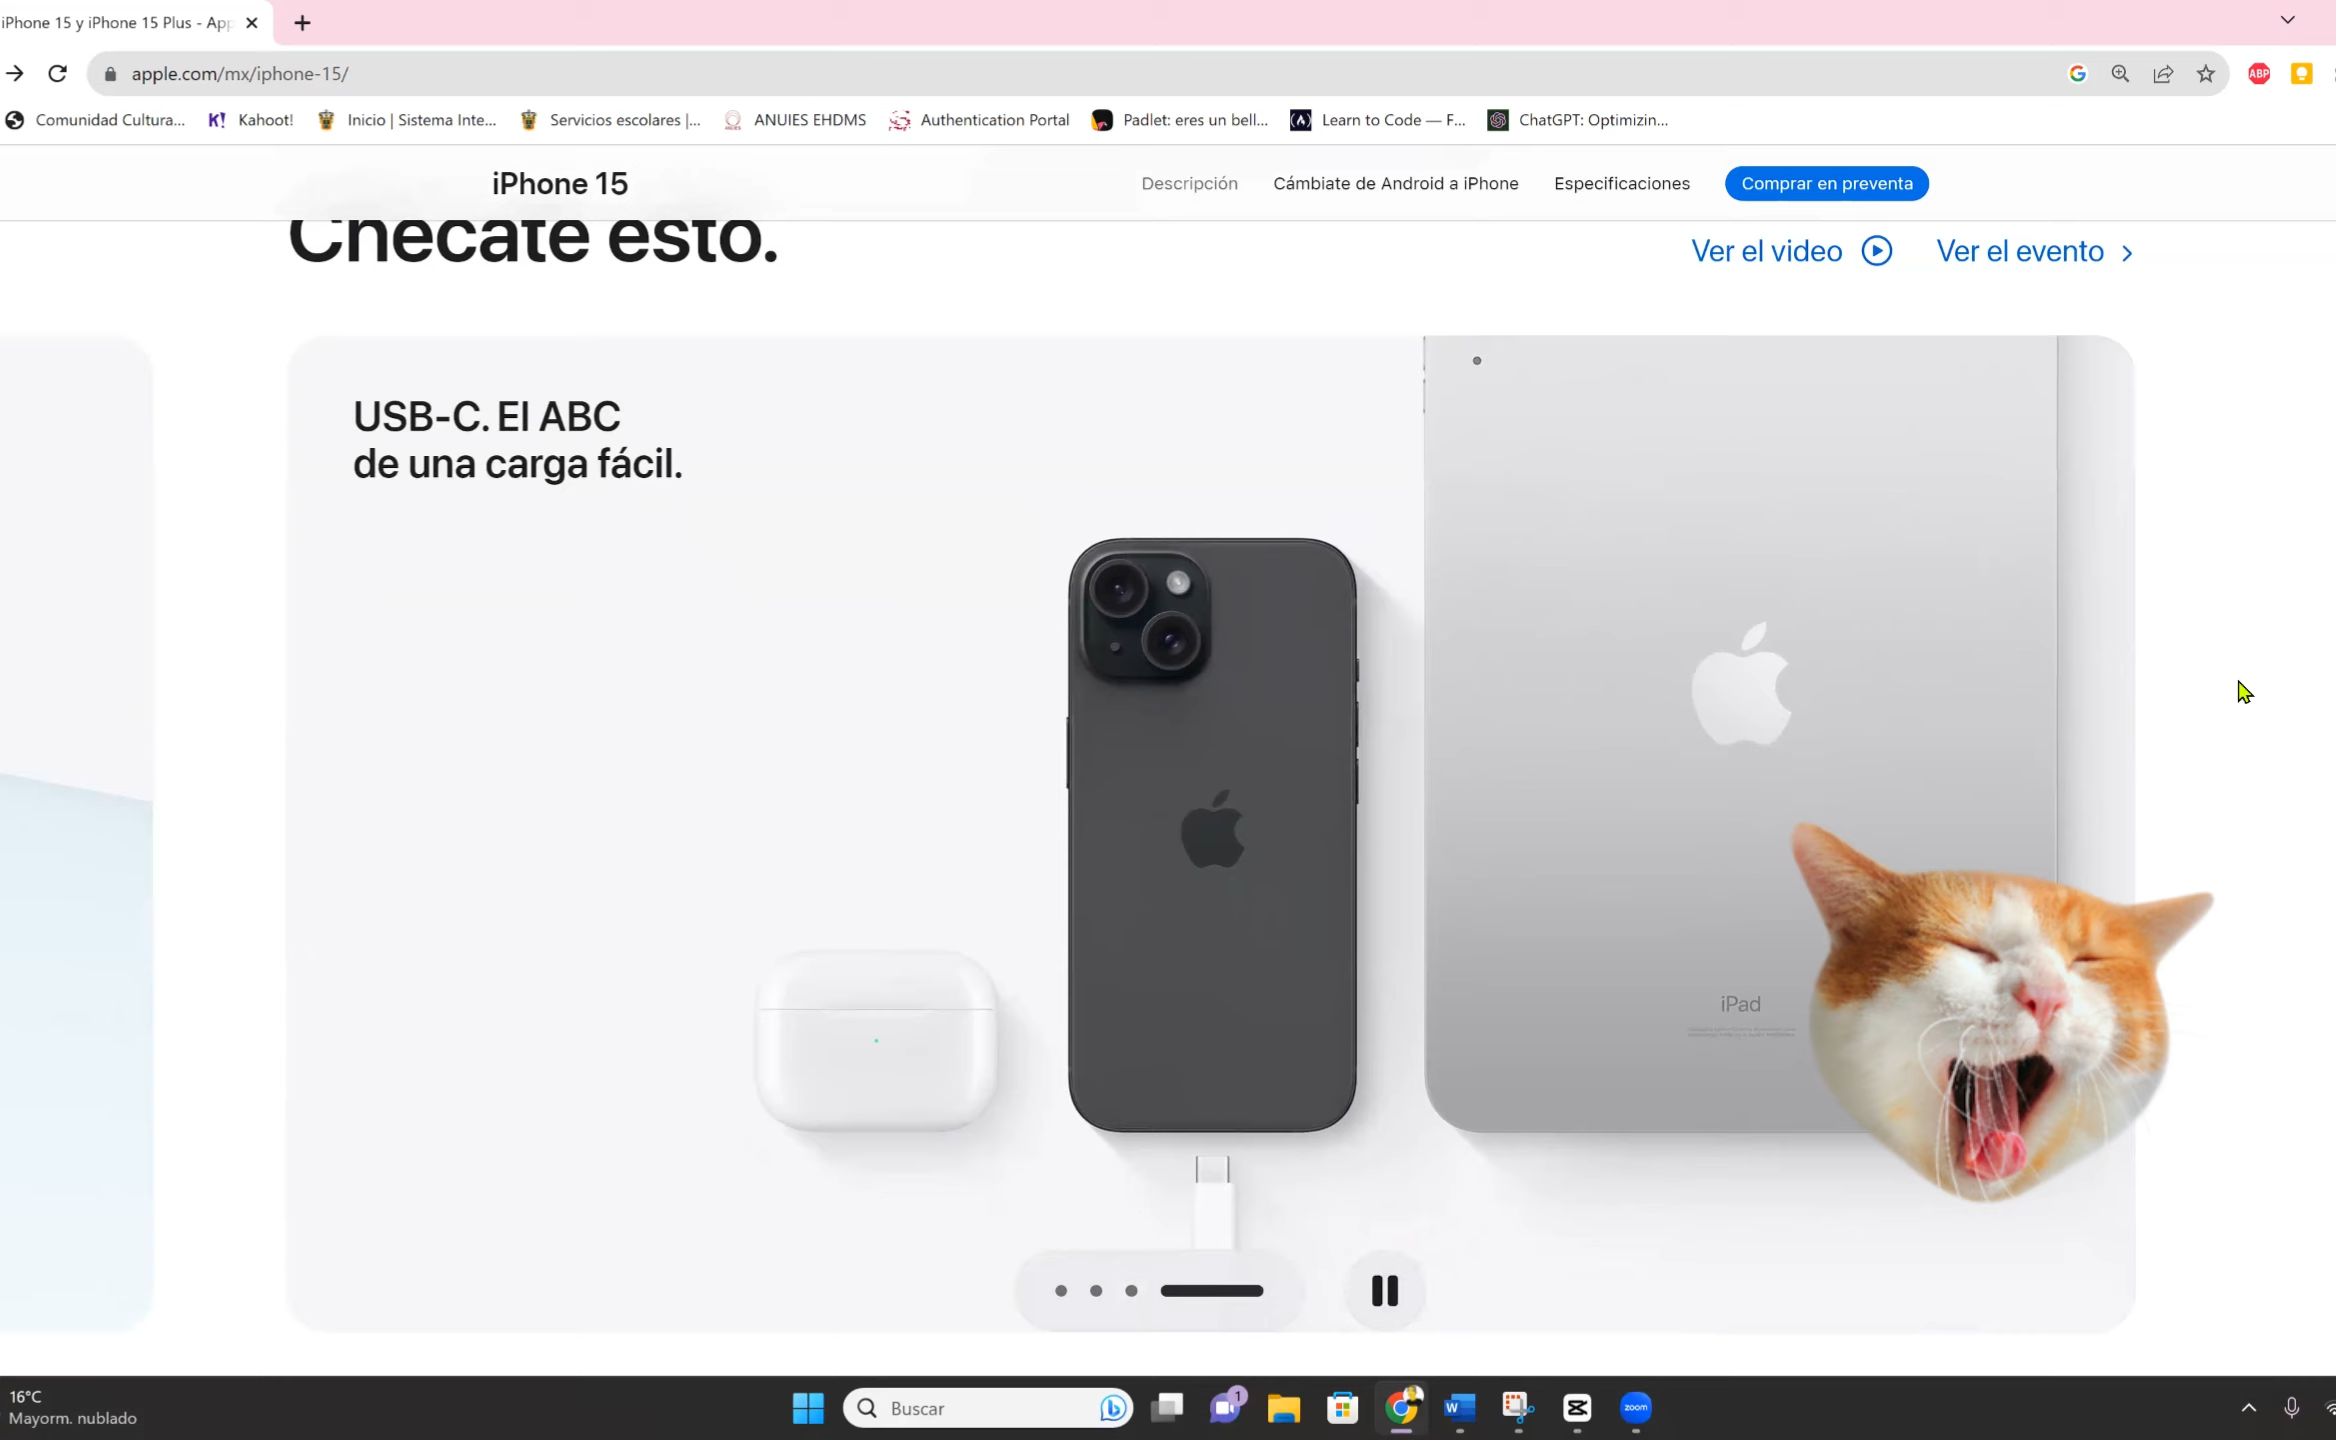 iPhone 15 y iPhone 15 Plus - App
apple.com/mx/iphone-15/
ABP
Comunidad Cultura...
K! Kahoot!
Inicio | Sistema Inte...
Servicios escolares |...
ANUIES EHDMS
Authentication Portal
Padlet: eres un bell...
Learn to Code — F...
ChatGPT: Optimizin...
iPhone 15
Descripción
Cámbiate de Android a iPhone
Especificaciones
Comprar en preventa
Chécate esto.
Ver el video
Ver el evento
USB-C. El ABC
de una carga fácil.
iPad
16°C
Mayorm. nublado
Buscar
1
W
zoom